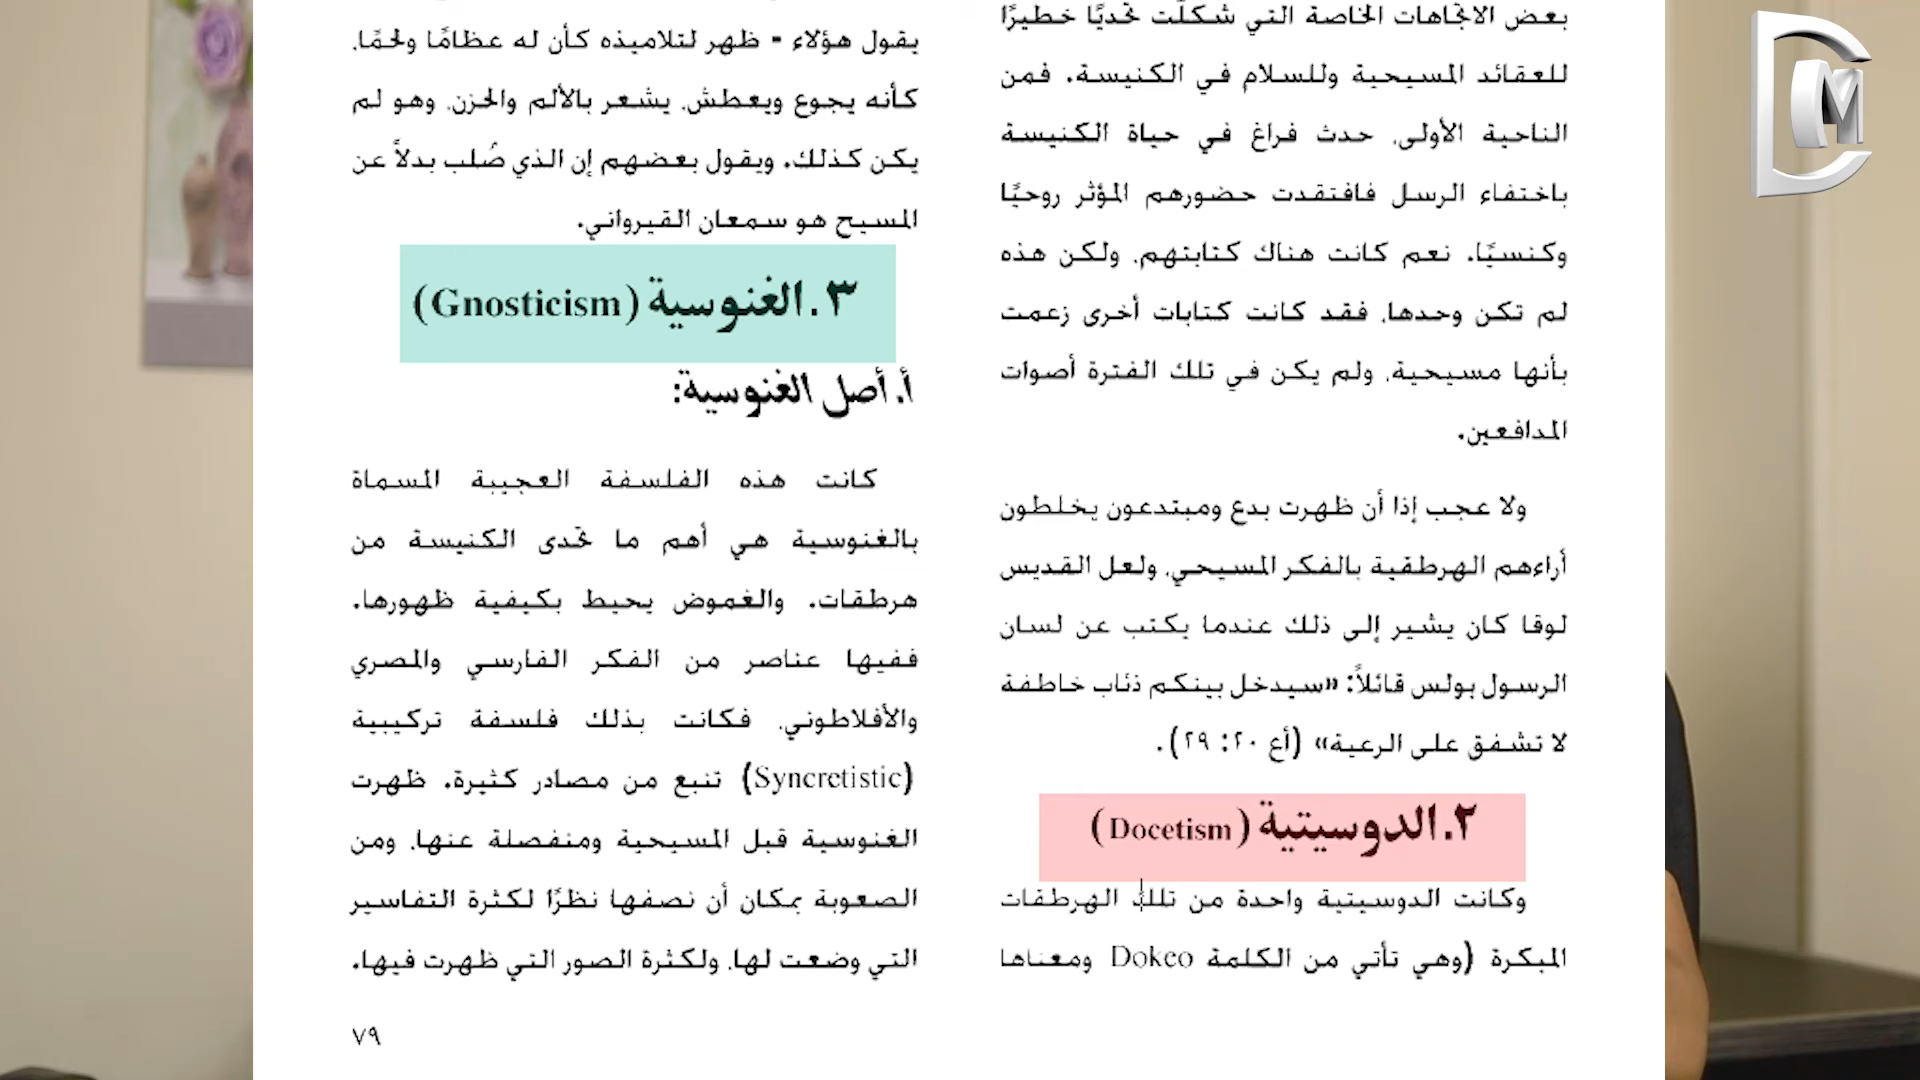 بعض الاتجاهات الخاصة التي شكلّت تحديًا خطيرًا
للعقائد المسيحية وللسلام في الكنيسة. فمن
الناحية الأولى، حدث فراغ في حياة الكنيسة
باختفاء الرسل فافتقدت حضورهم المؤثر روحيًا
وكنسيًا. نعم كانت هناك كتابتهم، ولكن هذه
لم تكن وحدها، فقد كانت كتابات أخرى زعمت
بأنها مسيحية، ولم يكن في تلك الفترة أصوات
المدافعين.
ولا عجب إذا أن ظهرت بدع ومبتدعون يخلطون
أراءهم الهرطقية بالفكر المسيحي، ولعل القديس
لوقا كان يشير إلى ذلك عندما يكتب عن لسان
الرسول بولس قائلاً: «سيدخل بينكم ذئاب خاطفة
لا تشفق على الرعية» (أع ٢٠: ٢٩).
٢. الدوسيتية (Docetism)
وكانت الدوسيتية واحدة من تلك الهرطقات
المبكرة (وهي تأتي من الكلمة Dokeo ومعناها
يقول هؤلاء - ظهر لتلاميذه كأن له عظامًا ولحمًا،
كأنه يجوع ويعطش، يشعر بالألم والحزن، وهو لم
يكن كذلك. ويقول بعضهم إن الذي صُلب بدلاً عن
المسيح هو سمعان القيرواني.
٣. الغنوسية (Gnosticism)
أ. أصل الغنوسية:
كانت هذه الفلسفة العجيبة المسماة
بالغنوسية هي أهم ما تحدى الكنيسة من
هرطقات. والغموض يحيط بكيفية ظهورها.
ففيها عناصر من الفكر الفارسي والمصري
والأفلاطوني، فكانت بذلك فلسفة تركيبية
(Syncretistic) تنبع من مصادر كثيرة. ظهرت
الغنوسية قبل المسيحية ومنفصلة عنها، ومن
الصعوبة بمكان أن نصفها نظرًا لكثرة التفاسير
التي وضعت لها، ولكثرة الصور التي ظهرت فيها.
٧٩
DCM